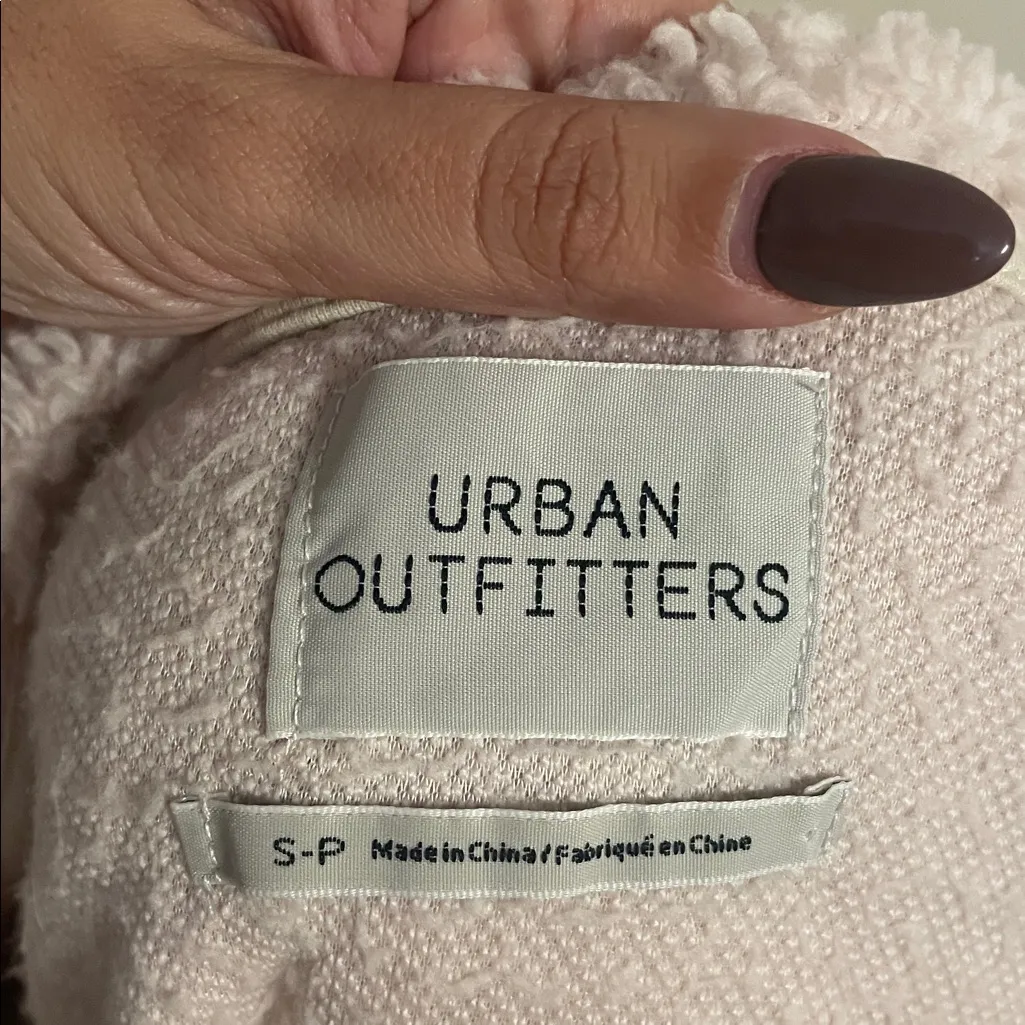 URBAN
OUTFITTERS
S-P Made in China / Fabriqué en Chine